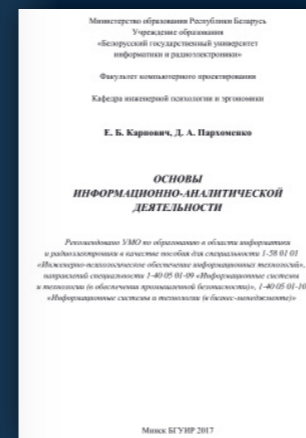 Министерство образования Республики Беларусь
Учреждение образования
«Белорусский государственный университет
информатики и радиоэлектроники»
Факультет компьютерного проектирования
Кафедра инженерной психологии и эргономики
Е. Б. Карпович, Д. А. Пархоменко
ОСНОВЫ
ИНФОРМАЦИОННО-АНАЛИТИЧЕСКОЙ
ДЕЯТЕЛЬНОСТИ
Рекомендовано УМО по образованию в области информатики
и радиоэлектроники в качестве пособия для специальности 1-58 01 01
«Инженерно-психологическое обеспечение информационных технологий»,
направлений специальности 1-40 05 01-09 «Информационные системы
и технологии (в обеспечении промышленной безопасности)», 1-40 05 01-10
«Информационные системы и технологии (в бизнес-менеджменте)»
Минск БГУИР 2017